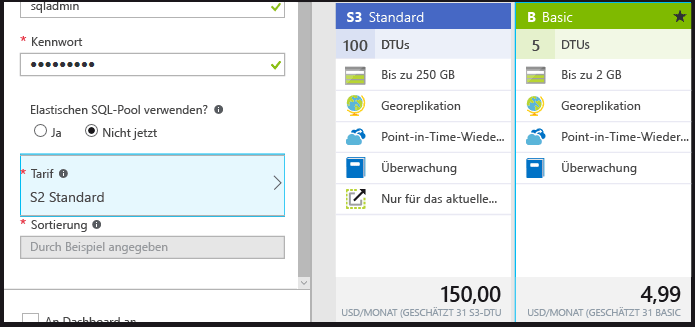 sqladmin
* Kennwort
•••••••••
Elastischen SQL-Pool verwenden?
Ja
Nicht jetzt
* Tarif
S2 Standard
* Sortierung
Durch Beispiel angegeben
An Dashboard an
S3 Standard
100 DTUs
Bis zu 250 GB
Georeplikation
Point-in-Time-Wieder...
Überwachung
Nur für das aktuelle...
150,00
USD/MONAT (GESCHÄTZT 31 S3-DTU
B Basic
5 DTUs
Bis zu 2 GB
Georeplikation
Point-in-Time-Wieder...
Überwachung
4,99
USD/MONAT (GESCHÄTZT 31 BASIC